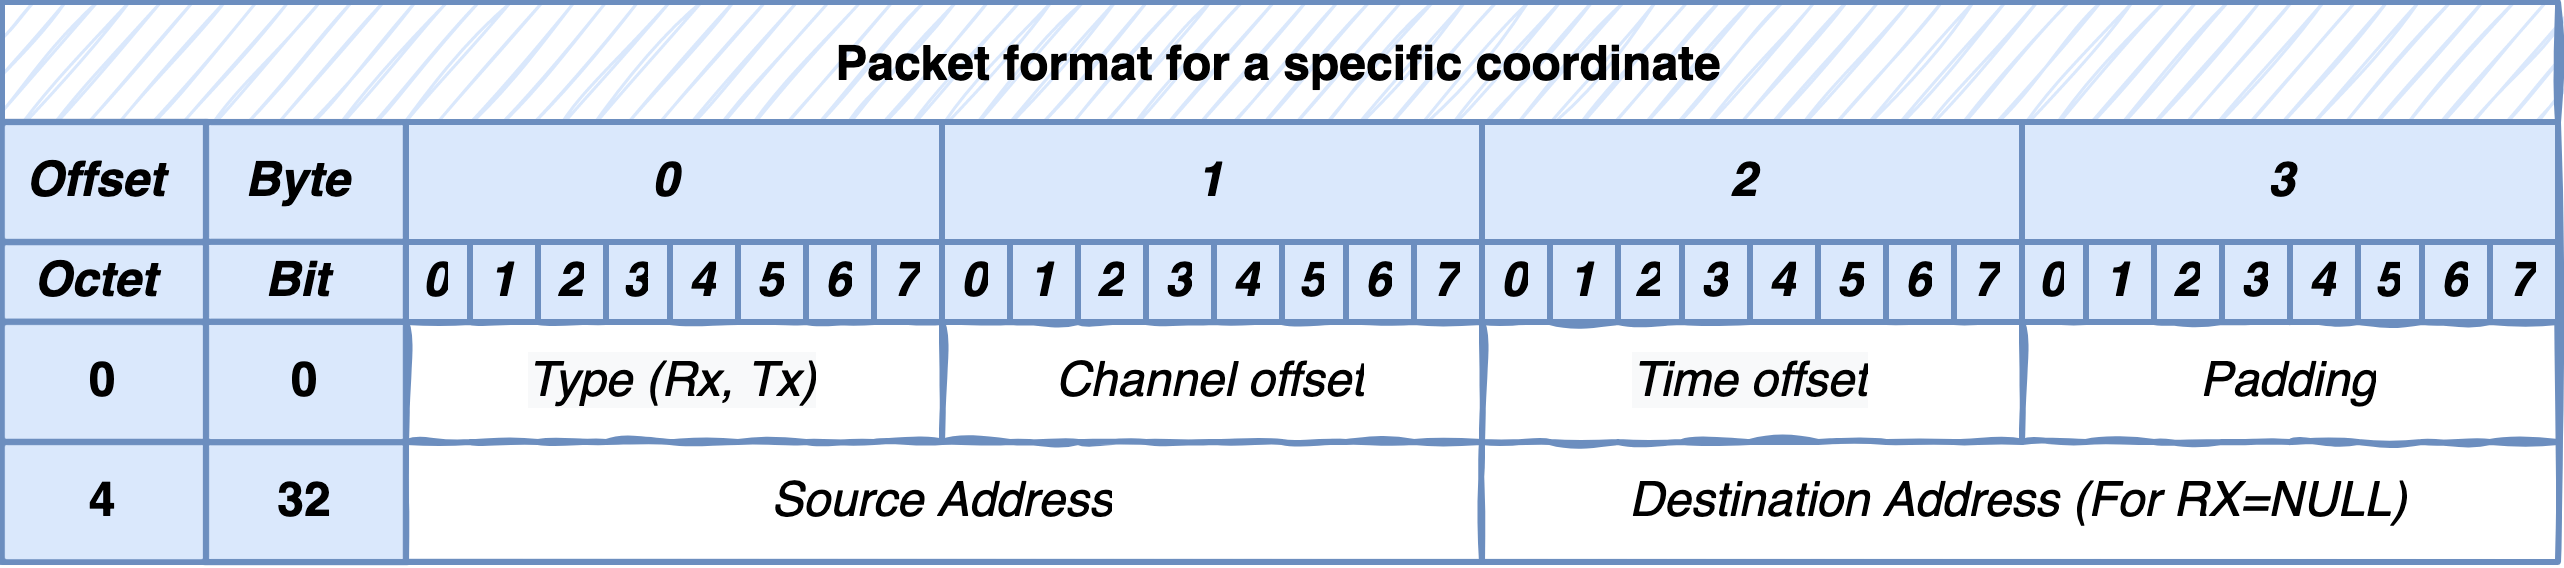 Packet format for a specific coordinate
Offset Byte 0 1 2 3
Octet Bit 0 1 2 3 4 5 6 7 0 1 2 3 4 5 6 7 0 1 2 3 4 5 6 7 0 1 2 3 4 5 6 7
0 0 Type (Rx, Tx) Channel offset Time offset Padding
4 32 Source Address Destination Address (For RX=NULL)